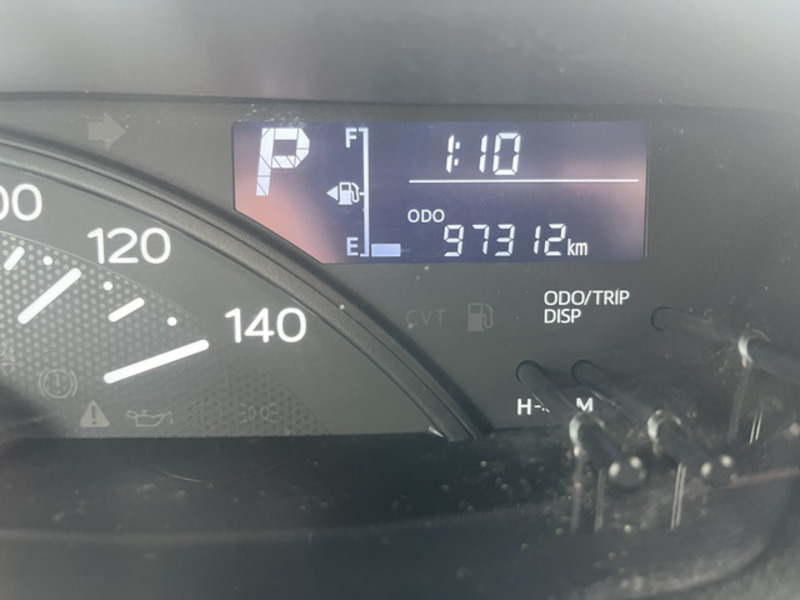 P
F
1:10
ODO
97312km
E
00
120
140
CVT
ODO/TRIP
DISP
H
M